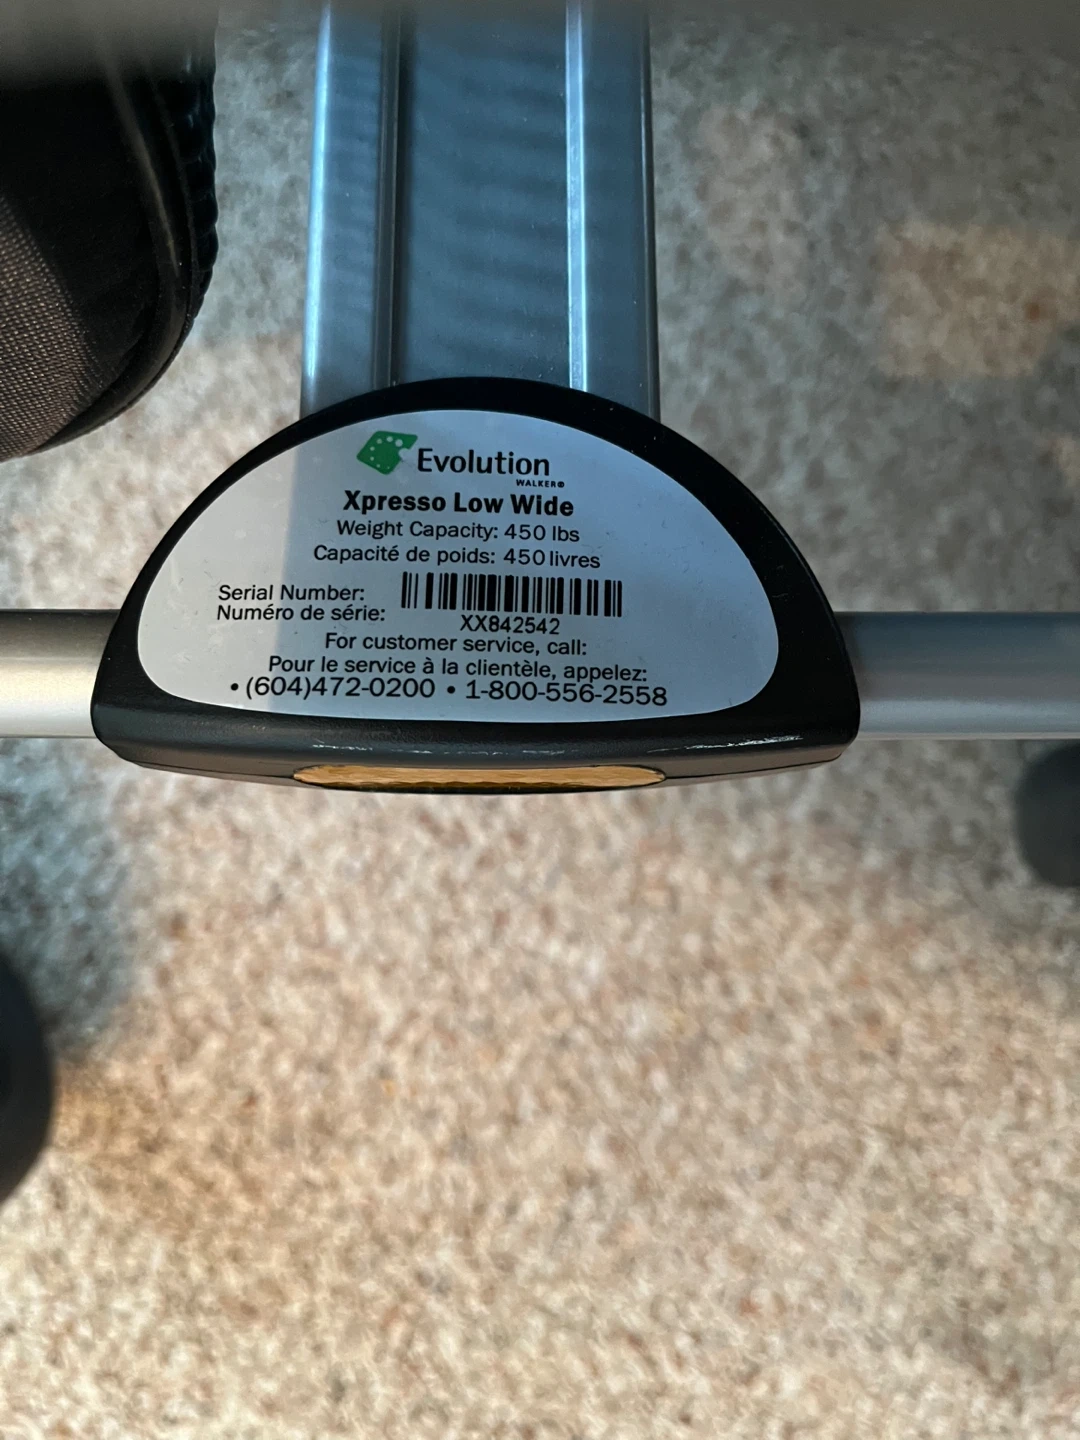 Evolution
WALKER®
Xpresso Low Wide
Weight Capacity: 450 lbs
Capacité de poids: 450 livres
Serial Number:
Numéro de série:
XX842542
For customer service, call:
Pour le service à la clientèle, appelez:
• (604)472-0200 • 1-800-556-2558